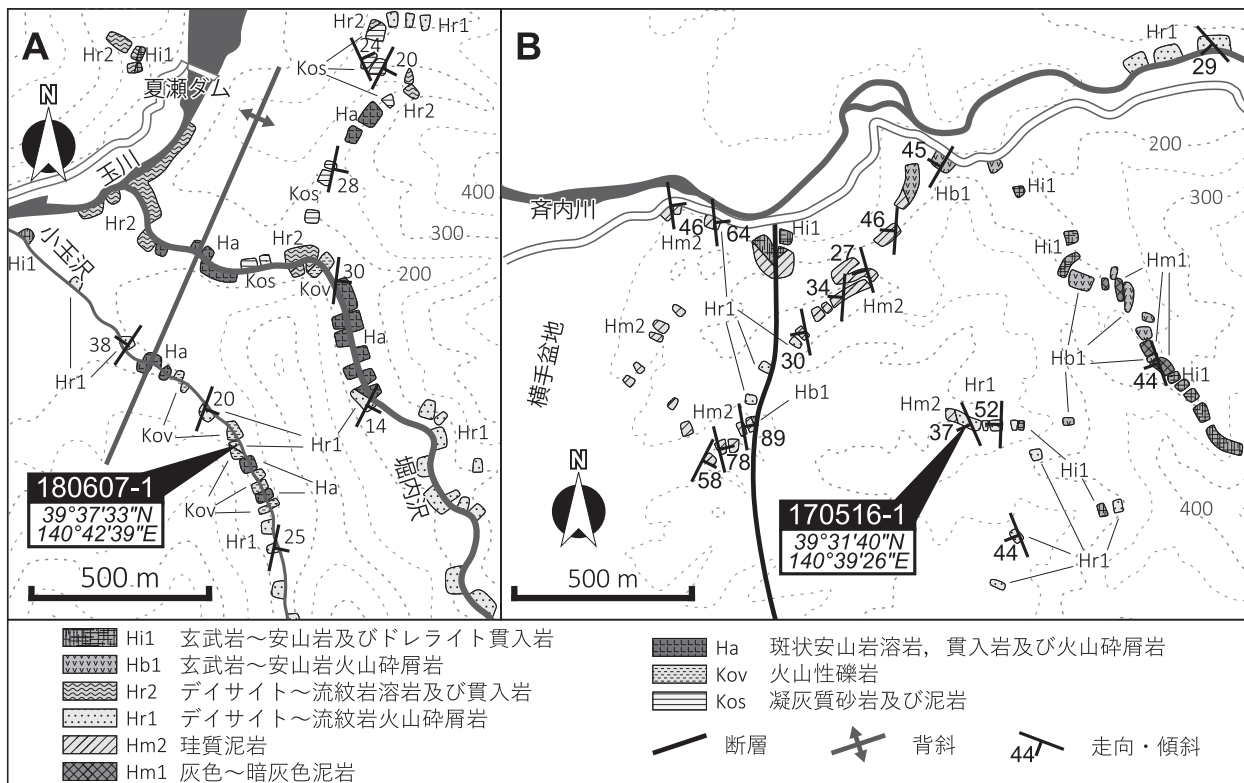 A
Hr2
Hi1
夏瀬ダム
N
玉川
Hr2
小玉沢
Hi1
Hr1
38
Hr2
Hr1
24
20
Kos
Hr2
Ha
28
Kos
400
300
200
Ha
Kos
Hr2
Kov
30
Ha
Ha
20
Kov
Hr1
14
Hr1
堀内沢
Ha
Kov
Hr1
25
180607-1
39°37'33"N
140°42'39"E
500 m
B
Hr1
29
N
200
300
400
斉内川
45
Hb1
Hi1
46
Hm2
64
Hi1
46
27
34
Hm2
Hr1
30
Hm2
横手盆地
Hi1
Hm1
Hb1
44
Hi1
Hb1
Hm2
89
78
58
Hr1
Hm2
52
37
Hi1
44
Hr1
170516-1
39°31'40"N
140°39'26"E
500 m
Hi1 玄武岩～安山岩及びドレライト貫入岩
Hb1 玄武岩～安山岩火山砕屑岩
Hr2 デイサイト～流紋岩溶岩及び貫入岩
Hr1 デイサイト～流紋岩火山砕屑岩
Hm2 珪質泥岩
Hm1 灰色～暗灰色泥岩
Ha 斑状安山岩溶岩，貫入岩及び火山砕屑岩
Kov 火山性礫岩
Kos 凝灰質砂岩及び泥岩
断層
背斜
44 走向・傾斜